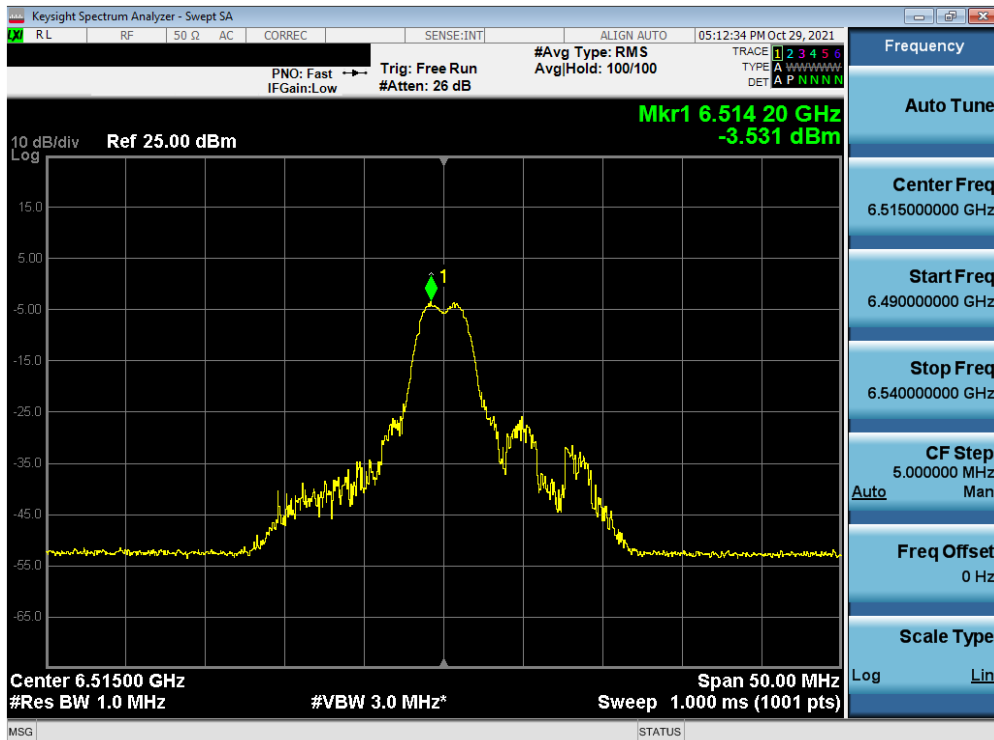 Keysight Spectrum Analyzer - Swept SA
LXI RL RF 50 Ω AC CORREC SENSE:INT ALIGN AUTO 05:12:34 PM Oct 29, 2021
PNO: Fast
IFGain:Low
Trig: Free Run
#Atten: 26 dB
#Avg Type: RMS
Avg|Hold: 100/100
TRACE 1 2 3 4 5 6
TYPE A WWWWW
DET A P N N N N
Mkr1 6.514 20 GHz
-3.531 dBm
10 dB/div Ref 25.00 dBm
Log
15.0
5.00
-5.00
-15.0
-25.0
-35.0
-45.0
-55.0
-65.0
1
Center 6.51500 GHz Span 50.00 MHz
#Res BW 1.0 MHz #VBW 3.0 MHz* Sweep 1.000 ms (1001 pts)
MSG STATUS
Frequency
Auto Tune
Center Freq
6.515000000 GHz
Start Freq
6.490000000 GHz
Stop Freq
6.540000000 GHz
CF Step
5.000000 MHz
Auto Man
Freq Offset
0 Hz
Scale Type
Log Lin